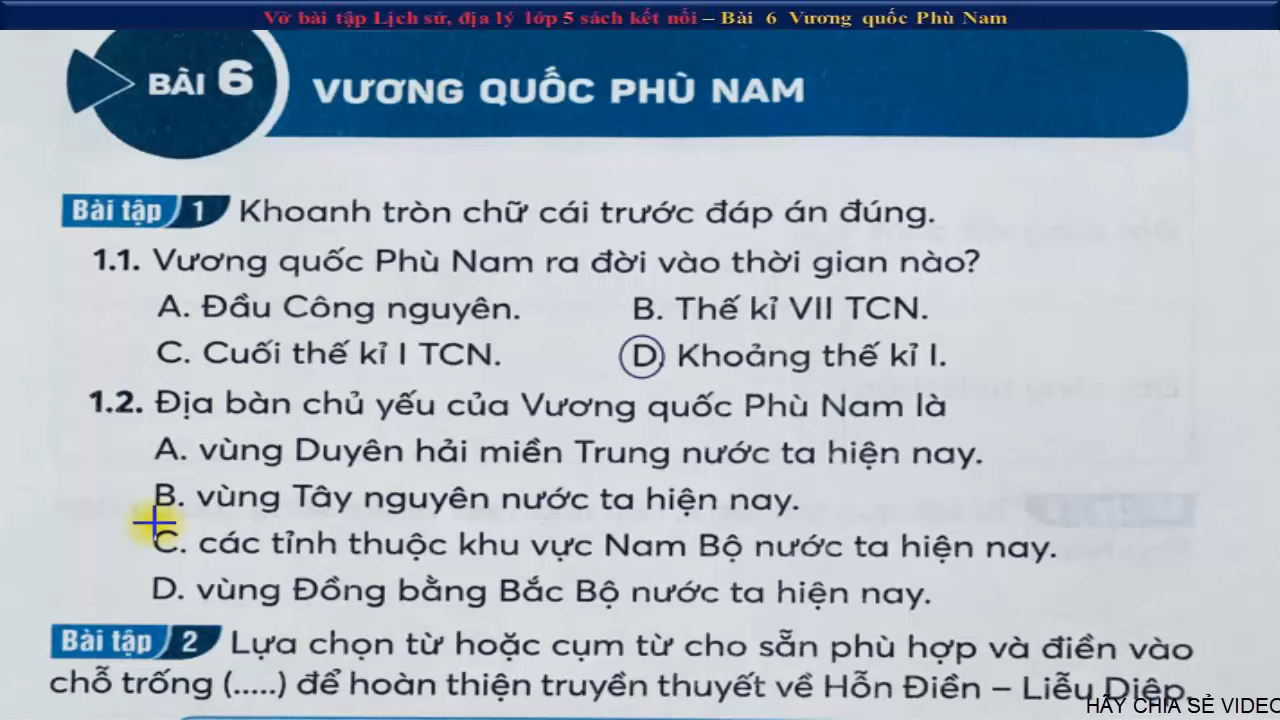 Vở bài tập Lịch sử, địa lý lớp 5 sách kết nối – Bài 6 Vương quốc Phù Nam
BÀI 6 VƯƠNG QUỐC PHÙ NAM
Bài tập 1 Khoanh tròn chữ cái trước đáp án đúng.
1.1. Vương quốc Phù Nam ra đời vào thời gian nào?
A. Đầu Công nguyên. B. Thế kỉ VII TCN.
C. Cuối thế kỉ I TCN. D. Khoảng thế kỉ I.
1.2. Địa bàn chủ yếu của Vương quốc Phù Nam là
A. vùng Duyên hải miền Trung nước ta hiện nay.
B. vùng Tây nguyên nước ta hiện nay.
C. các tỉnh thuộc khu vực Nam Bộ nước ta hiện nay.
D. vùng Đồng bằng Bắc Bộ nước ta hiện nay.
Bài tập 2 Lựa chọn từ hoặc cụm từ cho sẵn phù hợp và điền vào
chỗ trống (.....) để hoàn thiện truyền thuyết về Hỗn Điền – Liễu Diệp.
HÃY CHIA SẺ VIDEO